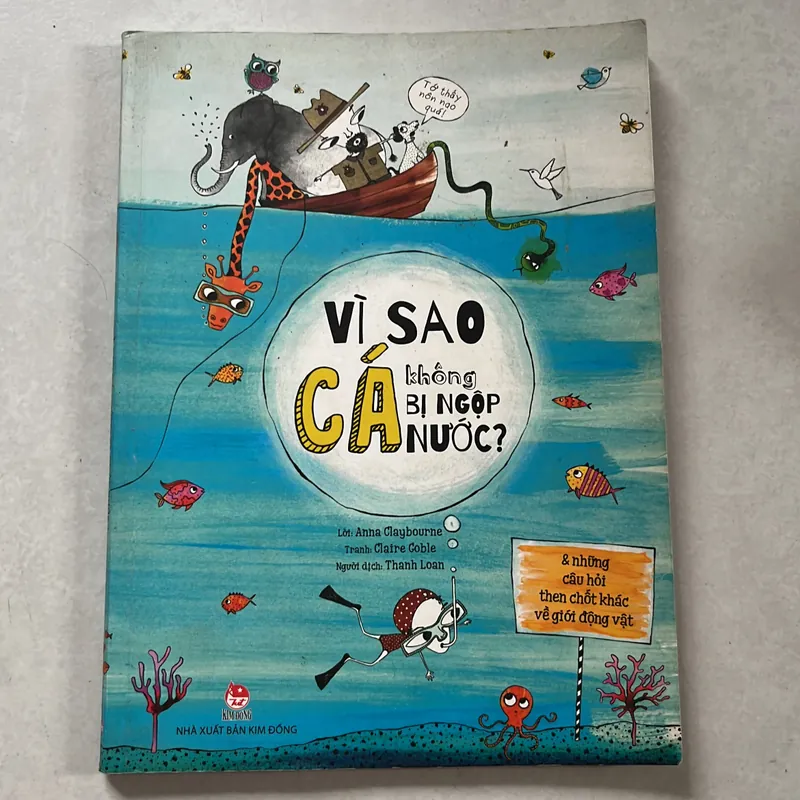 Tớ thấy
nôn nao
quá!
VÌ SAO
CÁ không
BỊ NGỘP
NƯỚC?
Lời: Anna Claybourne
Tranh: Claire Goble
Người dịch: Thanh Loan
& những
câu hỏi
then chốt khác
về giới động vật
KIM ĐỒNG
NHÀ XUẤT BẢN KIM ĐỒNG